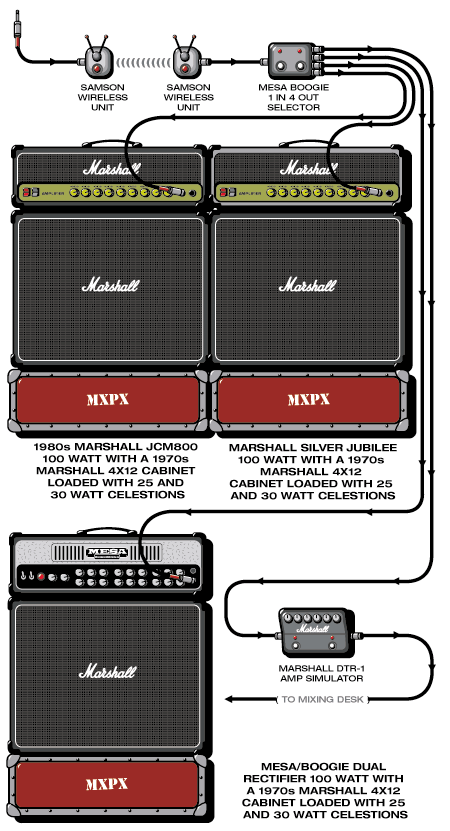 SAMSON
WIRELESS
UNIT
SAMSON
WIRELESS
UNIT
MESA BOOGIE
1 IN 4 OUT
SELECTOR
Marshall
AMPLIFIER
Marshall
AMPLIFIER
Marshall
Marshall
MXPX
MXPX
1980s MARSHALL JCM800
100 WATT WITH A 1970s
MARSHALL 4X12 CABINET
LOADED WITH 25 AND
30 WATT CELESTIONS
MARSHALL SILVER JUBILEE
100 WATT WITH A 1970s
MARSHALL 4X12
CABINET LOADED WITH 25
AND 30 WATT CELESTIONS
MESA
Marshall
Marshall
MARSHALL DTR-1
AMP SIMULATOR
( TO MIXING DESK )
MXPX
MESA/BOOGIE DUAL
RECTIFIER 100 WATT WITH
A 1970s MARSHALL 4X12
CABINET LOADED WITH 25
AND 30 WATT CELESTIONS